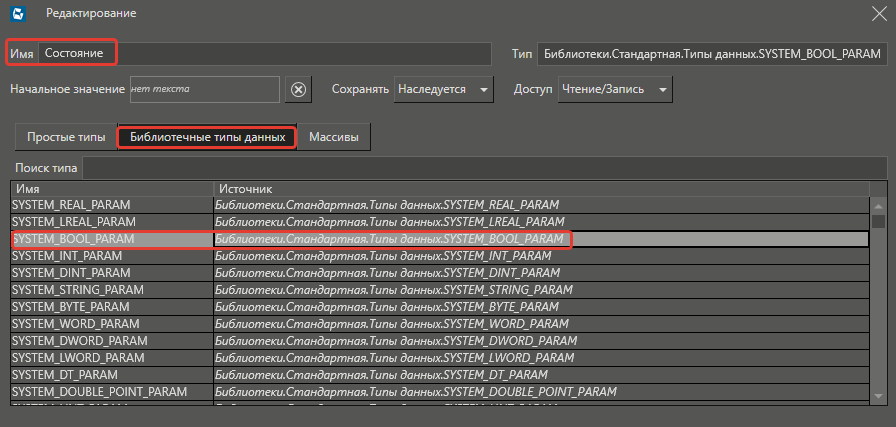 Редактирование
Имя Состояние Тип Библиотеки.Стандартная.Типы данных.SYSTEM_BOOL_PARAM
Начальное значение нет текста Сохранять Наследуется Доступ Чтение/Запись
Простые типы Библиотечные типы данных Массивы
Поиск типа
Имя Источник
SYSTEM_REAL_PARAM Библиотеки.Стандартная.Типы данных.SYSTEM_REAL_PARAM
SYSTEM_LREAL_PARAM Библиотеки.Стандартная.Типы данных.SYSTEM_LREAL_PARAM
SYSTEM_BOOL_PARAM Библиотеки.Стандартная.Типы данных.SYSTEM_BOOL_PARAM
SYSTEM_INT_PARAM Библиотеки.Стандартная.Типы данных.SYSTEM_INT_PARAM
SYSTEM_DINT_PARAM Библиотеки.Стандартная.Типы данных.SYSTEM_DINT_PARAM
SYSTEM_STRING_PARAM Библиотеки.Стандартная.Типы данных.SYSTEM_STRING_PARAM
SYSTEM_BYTE_PARAM Библиотеки.Стандартная.Типы данных.SYSTEM_BYTE_PARAM
SYSTEM_WORD_PARAM Библиотеки.Стандартная.Типы данных.SYSTEM_WORD_PARAM
SYSTEM_DWORD_PARAM Библиотеки.Стандартная.Типы данных.SYSTEM_DWORD_PARAM
SYSTEM_LWORD_PARAM Библиотеки.Стандартная.Типы данных.SYSTEM_LWORD_PARAM
SYSTEM_DT_PARAM Библиотеки.Стандартная.Типы данных.SYSTEM_DT_PARAM
SYSTEM_DOUBLE_POINT_PARAM Библиотеки.Стандартная.Типы данных.SYSTEM_DOUBLE_POINT_PARAM